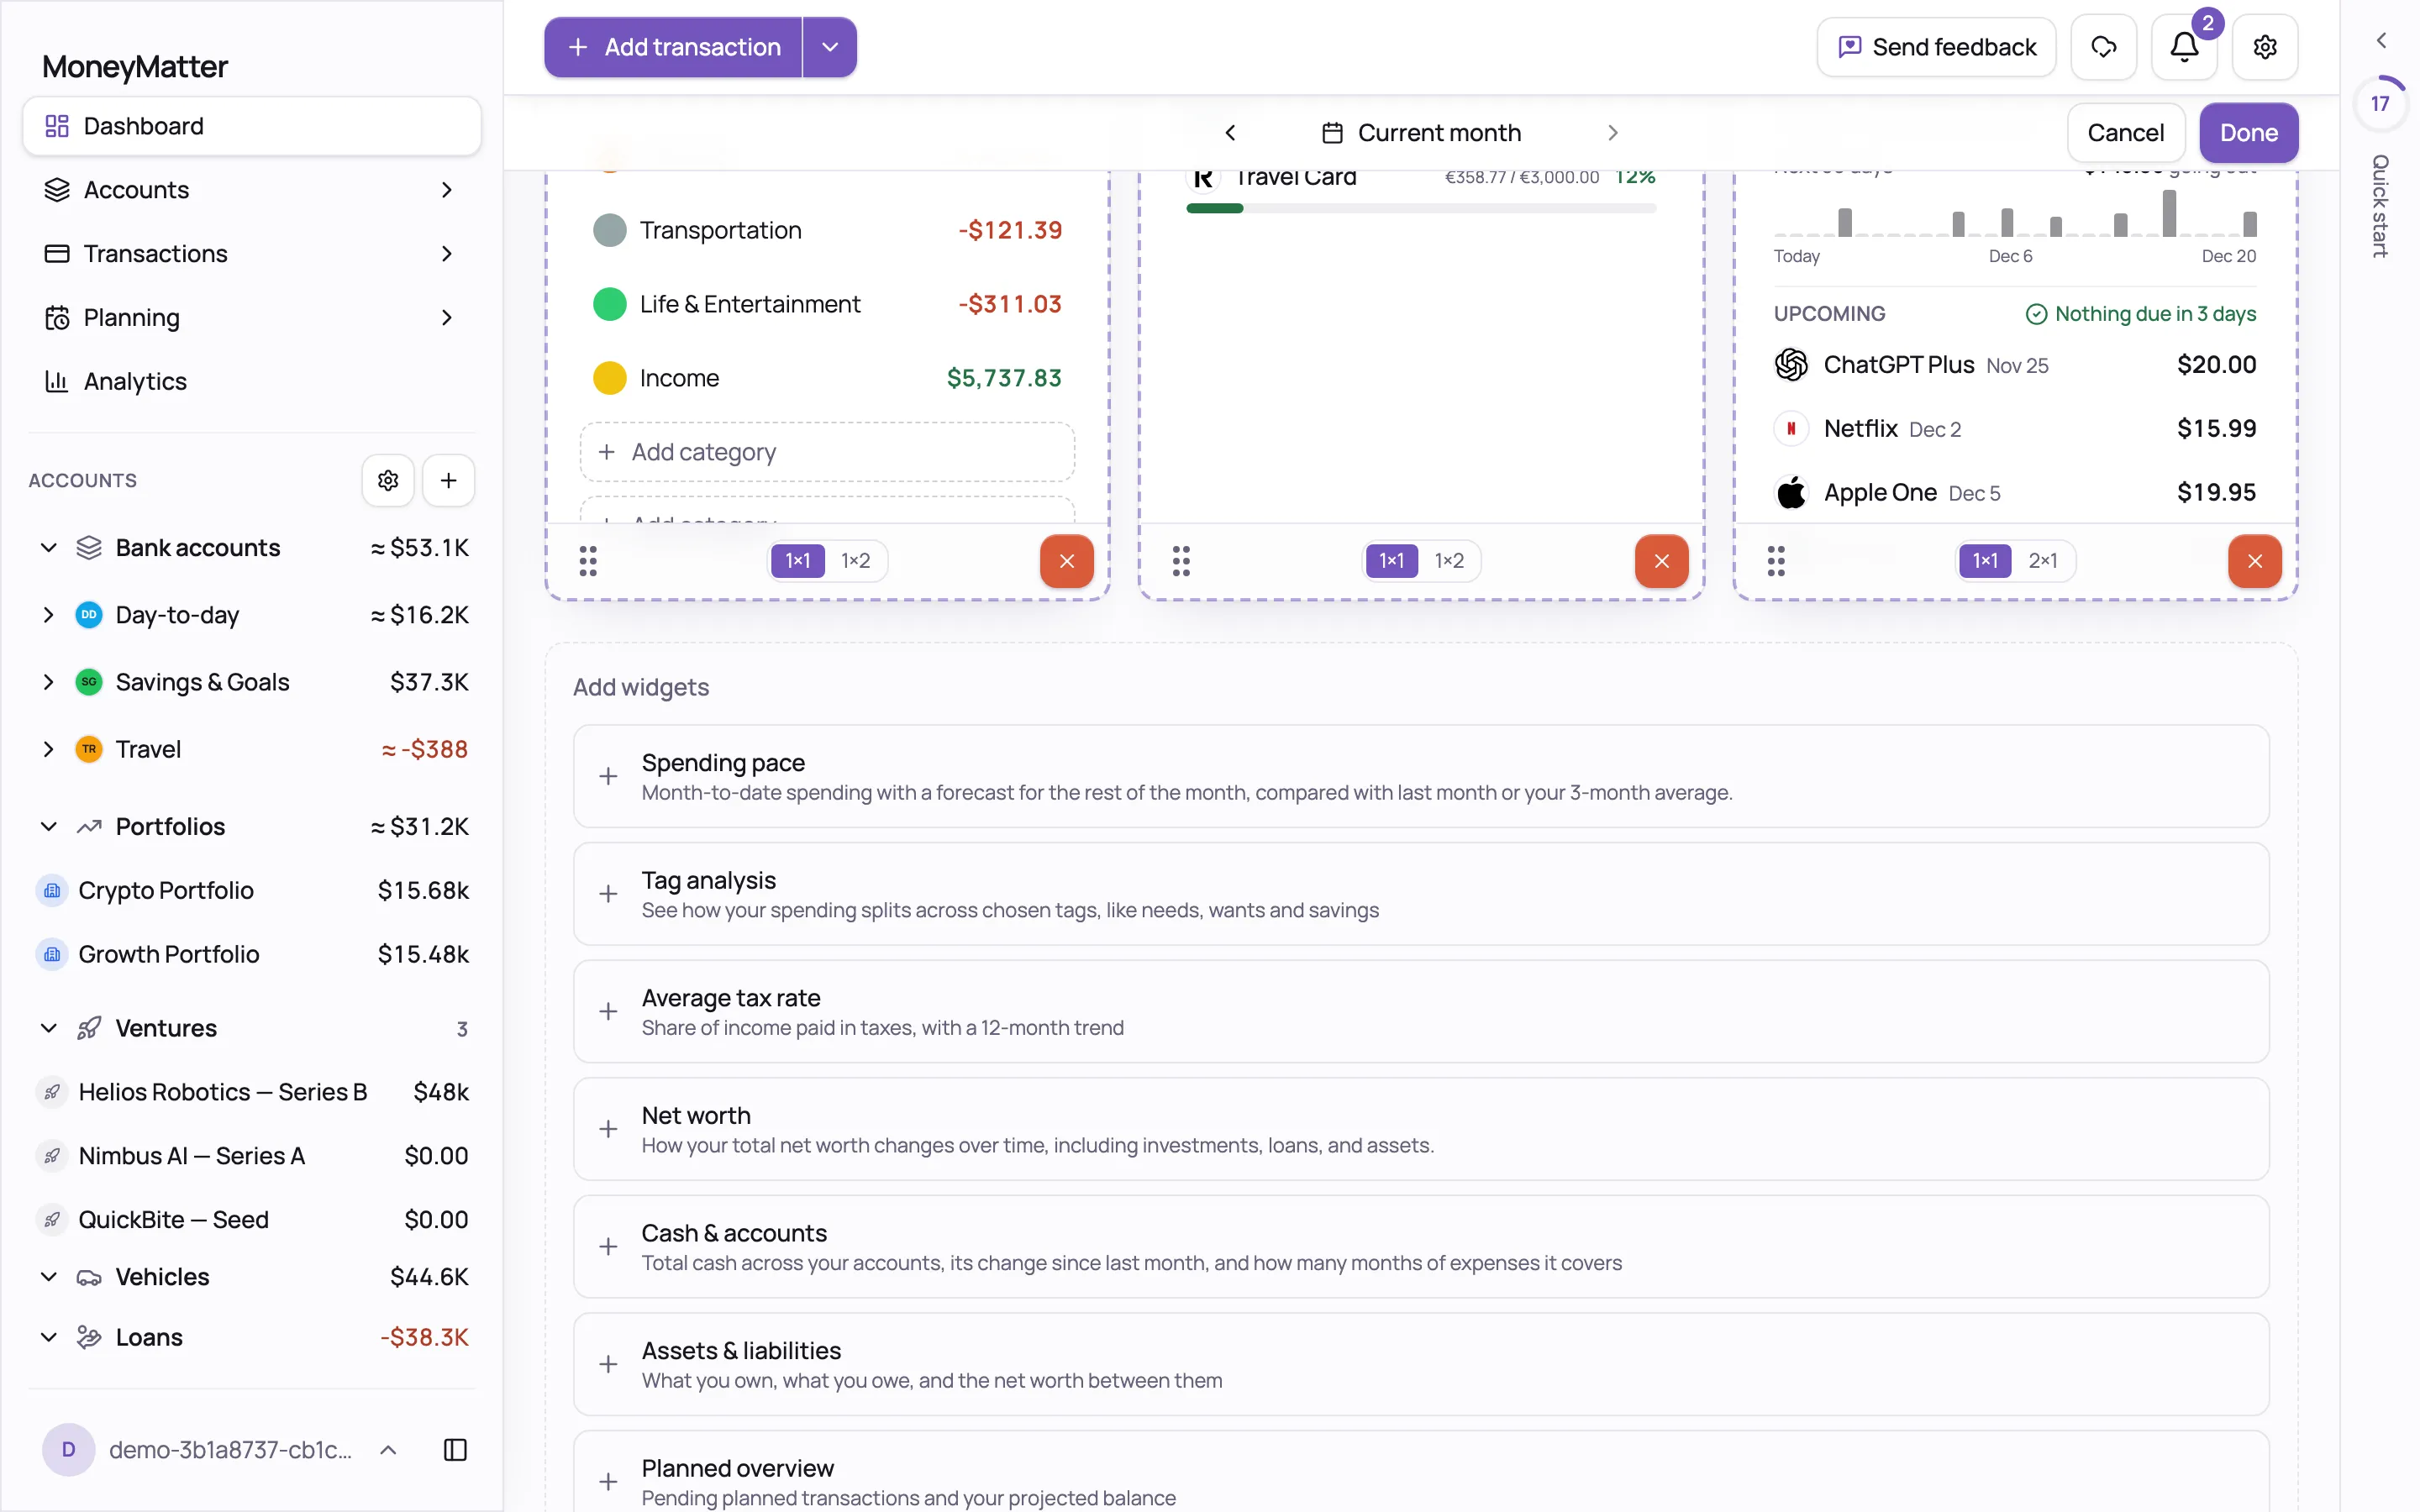 MoneyMatter
Dashboard
Accounts
Transactions
Planning
Analytics
ACCOUNTS
Bank accounts ≈ $53.1K
DD Day-to-day ≈ $16.2K
SG Savings & Goals $37.3K
TR Travel ≈ -$388
Portfolios ≈ $31.2K
Crypto Portfolio $15.68k
Growth Portfolio $15.48k
Ventures 3
Helios Robotics — Series B $48k
Nimbus AI — Series A $0.00
QuickBite — Seed $0.00
Vehicles $44.6K
Loans -$38.3K
D demo-3b1a8737-cb1c...
Add transaction
Send feedback
2
Current month
Cancel
Done
17
Quick start
Transportation -$121.39
Life & Entertainment -$311.03
Income $5,737.83
Add category
Add category
1×1 1×2
Travel Card €358.77 / €3,000.00 12%
1×1 1×2
going out
Today Dec 6 Dec 20
UPCOMING Nothing due in 3 days
ChatGPT Plus Nov 25 $20.00
N Netflix Dec 2 $15.99
Apple One Dec 5 $19.95
1×1 2×1
Add widgets
Spending pace
Month-to-date spending with a forecast for the rest of the month, compared with last month or your 3-month average.
Tag analysis
See how your spending splits across chosen tags, like needs, wants and savings
Average tax rate
Share of income paid in taxes, with a 12-month trend
Net worth
How your total net worth changes over time, including investments, loans, and assets.
Cash & accounts
Total cash across your accounts, its change since last month, and how many months of expenses it covers
Assets & liabilities
What you own, what you owe, and the net worth between them
Planned overview
Pending planned transactions and your projected balance